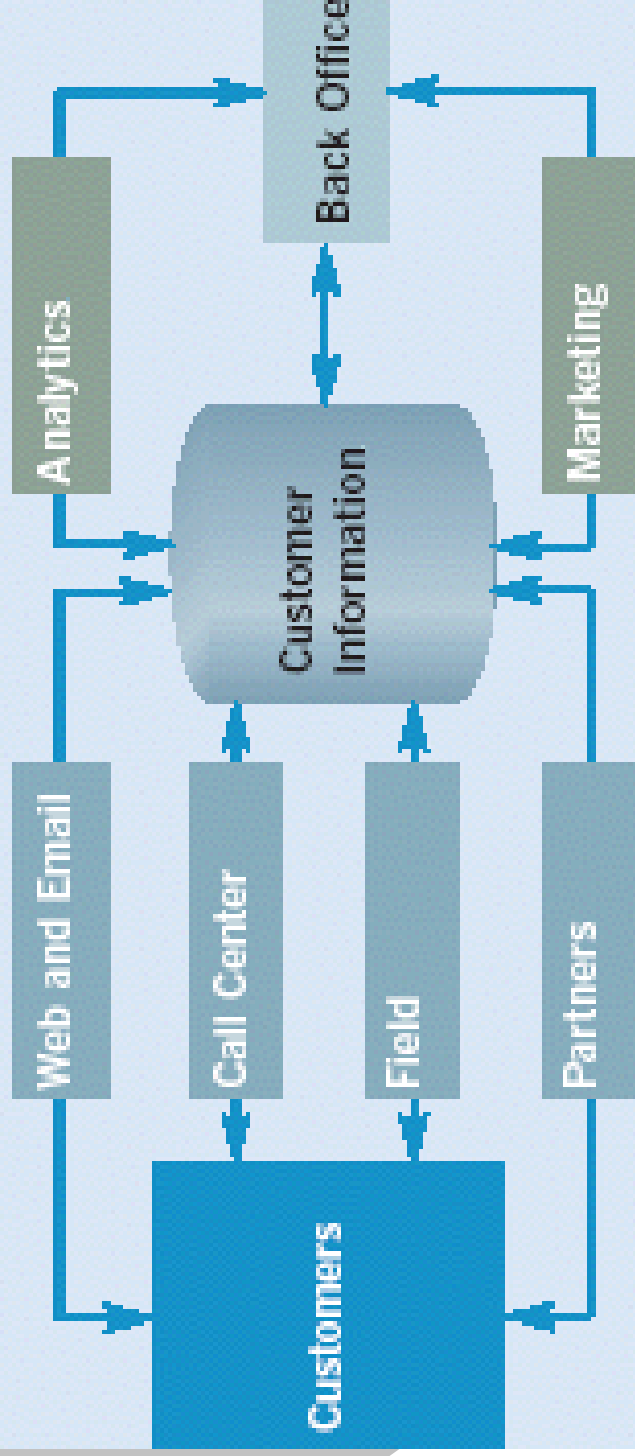 Customers
Web and Email
Call Center
Field
Partners
Customer
Information
Analytics
Marketing
Back Office